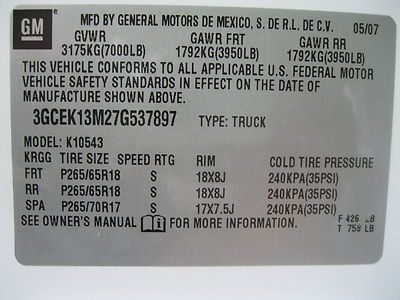 GM
MFD BY GENERAL MOTORS DE MEXICO, S. DE R.L. DE C.V. 05/07
GVWR GAWR FRT GAWR RR
3175KG(7000LB) 1792KG(3950LB) 1792KG(3950LB)
THIS VEHICLE CONFORMS TO ALL APPLICABLE U.S. FEDERAL MOTOR
VEHICLE SAFETY STANDARDS IN EFFECT ON THE DATE OF
MANUFACTURE SHOWN ABOVE.
3GCEK13M27G537897 TYPE: TRUCK
MODEL: K10543
KRGG TIRE SIZE SPEED RTG RIM COLD TIRE PRESSURE
FRT P265/65R18 S 18X8J 240KPA(35PSI)
RR P265/65R18 S 18X8J 240KPA(35PSI)
SPA P265/70R17 S 17X7.5J 240KPA(35PSI)
SEE OWNER'S MANUAL FOR MORE INFORMATION.
F 426 LB
T 758 LB